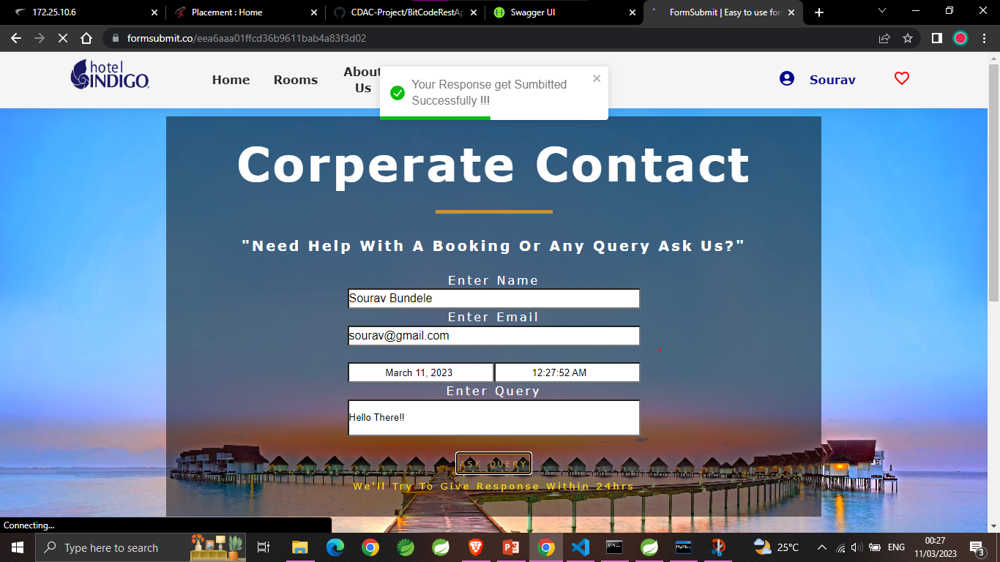 172.25.10.6
Placement : Home
CDAC-Project/BitCodeRestAp
Swagger UI
FormSubmit | Easy to use for
formsubmit.co/eea6aaa01ffcd36b9611bab4a83f3d02
hotel
INDIGO
Home
Rooms
About
Us
Your Response get Sumbitted
Successfully !!!
Sourav
Corperate Contact
"Need Help With A Booking Or Any Query Ask Us?"
Enter Name
Sourav Bundele
Enter Email
sourav@gmail.com
March 11, 2023
12:27:52 AM
Enter Query
Hello There!!
ASK QUERY
We'll Try To Give Response Within 24hrs
Connecting...
Type here to search
25°C
ENG
00:27
11/03/2023
3